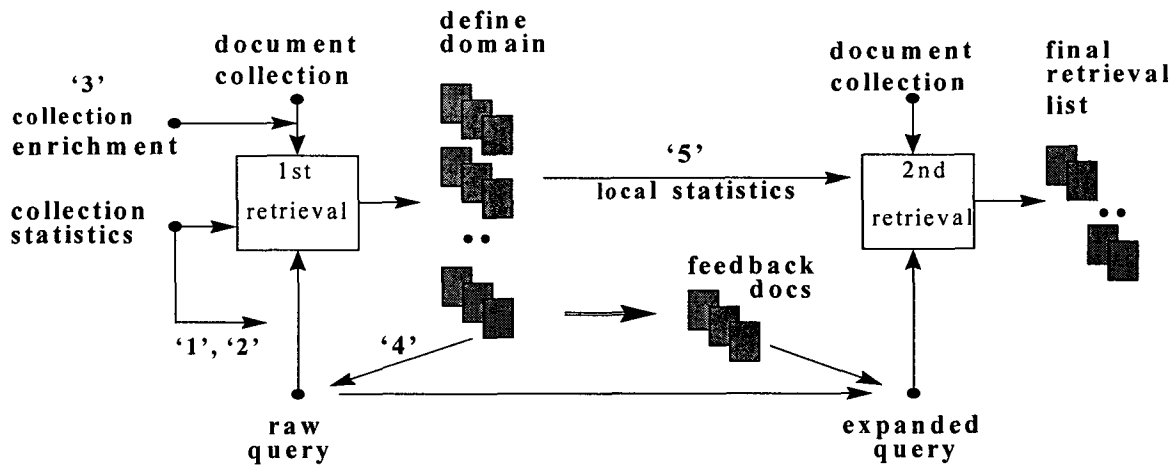 ‘3’
collection
enrichment
collection
statistics
‘1’, ‘2’
document
collection
1st
retrieval
raw
query
define
domain
‘4’
‘5’
local statistics
feedback
docs
document
collection
2nd
retrieval
expanded
query
final
retrieval
list